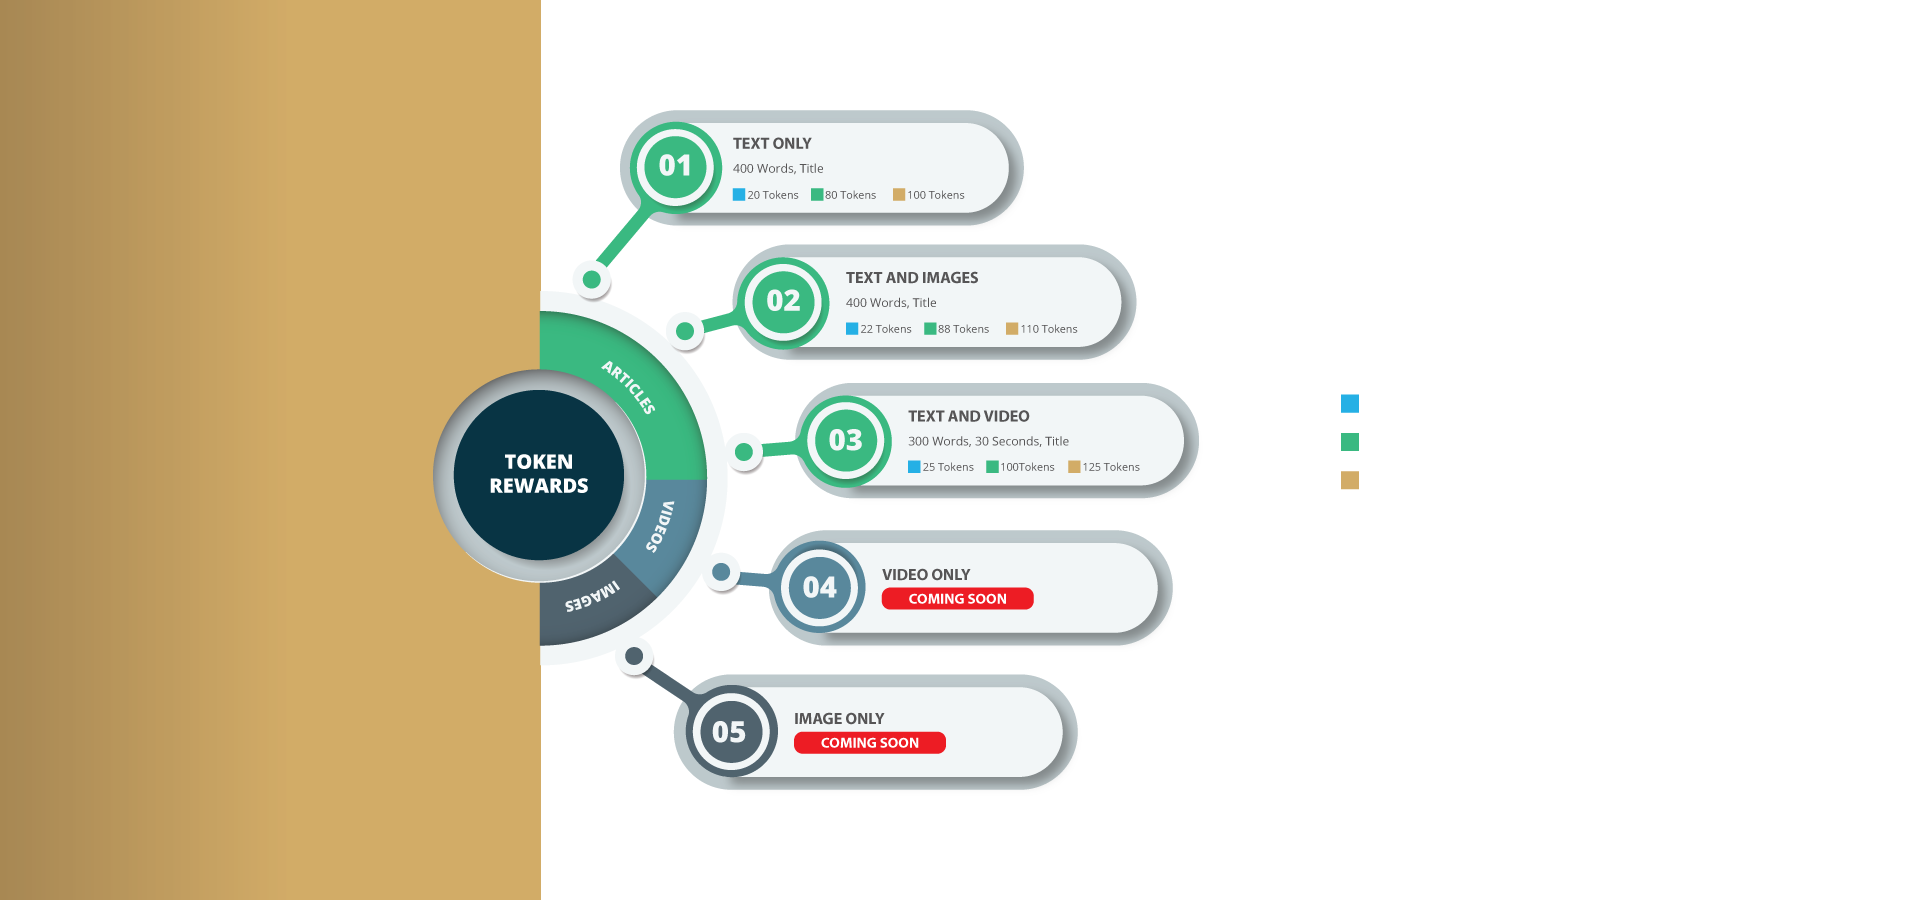 TOKEN
REWARDS
ARTICLES
VIDEOS
IMAGES
01
TEXT ONLY
400 Words, Title
20 Tokens 80 Tokens 100 Tokens
02
TEXT AND IMAGES
400 Words, Title
22 Tokens 88 Tokens 110 Tokens
03
TEXT AND VIDEO
300 Words, 30 Seconds, Title
25 Tokens 100Tokens 125 Tokens
04
VIDEO ONLY
COMING SOON
05
IMAGE ONLY
COMING SOON